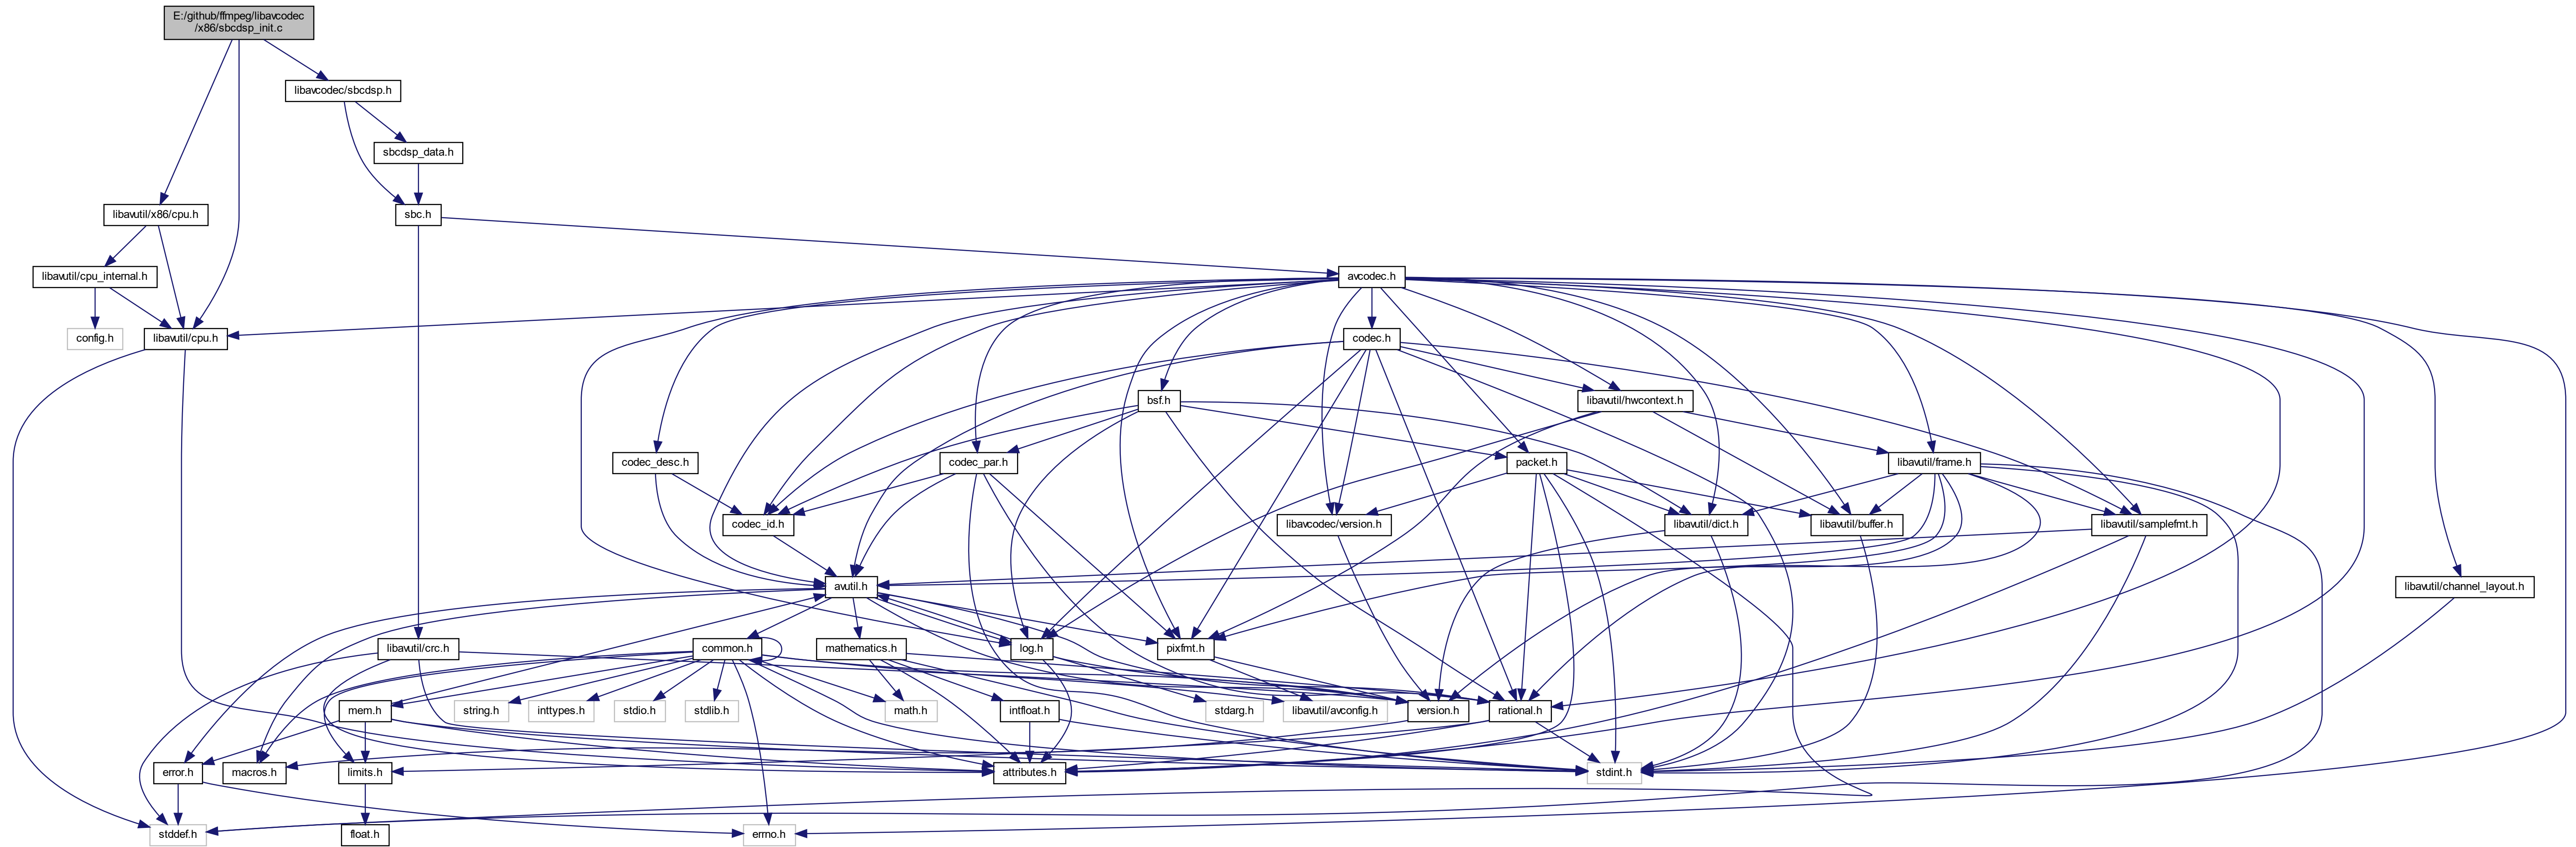 E:/github/ffmpeg/libavcodec
/x86/sbcdsp_init.c
libavcodec/sbcdsp.h
sbcdsp_data.h
libavutil/x86/cpu.h
sbc.h
libavutil/cpu_internal.h
avcodec.h
config.h
libavutil/cpu.h
codec.h
bsf.h
libavutil/hwcontext.h
codec_desc.h
codec_par.h
packet.h
libavutil/frame.h
codec_id.h
libavcodec/version.h
libavutil/dict.h
libavutil/buffer.h
libavutil/samplefmt.h
avutil.h
libavutil/channel_layout.h
libavutil/crc.h
common.h
mathematics.h
log.h
pixfmt.h
mem.h
string.h
inttypes.h
stdio.h
stdlib.h
math.h
intfloat.h
stdarg.h
libavutil/avconfig.h
version.h
rational.h
error.h
macros.h
limits.h
attributes.h
stdint.h
stddef.h
float.h
errno.h